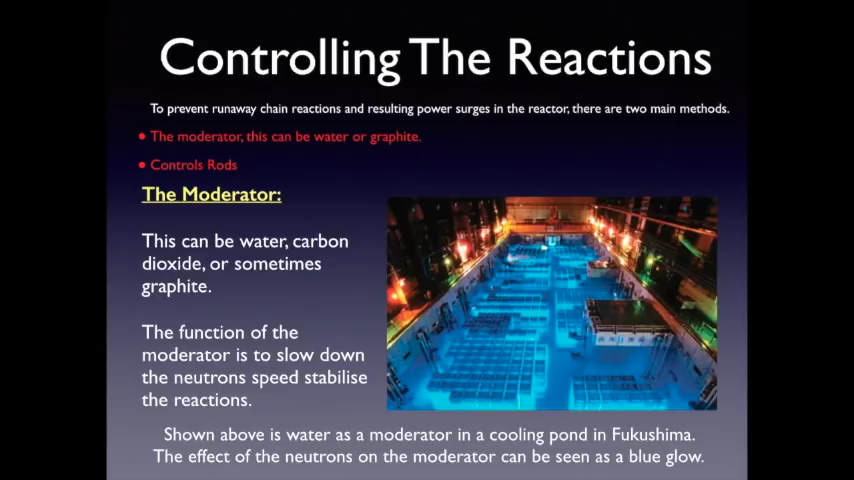 Controlling The Reactions
To prevent runaway chain reactions and resulting power surges in the reactor, there are two main methods.
• The moderator, this can be water or graphite.
• Controls Rods
The Moderator:
This can be water, carbon
dioxide, or sometimes
graphite.
The function of the
moderator is to slow down
the neutrons speed stabilise
the reactions.
Shown above is water as a moderator in a cooling pond in Fukushima.
The effect of the neutrons on the moderator can be seen as a blue glow.